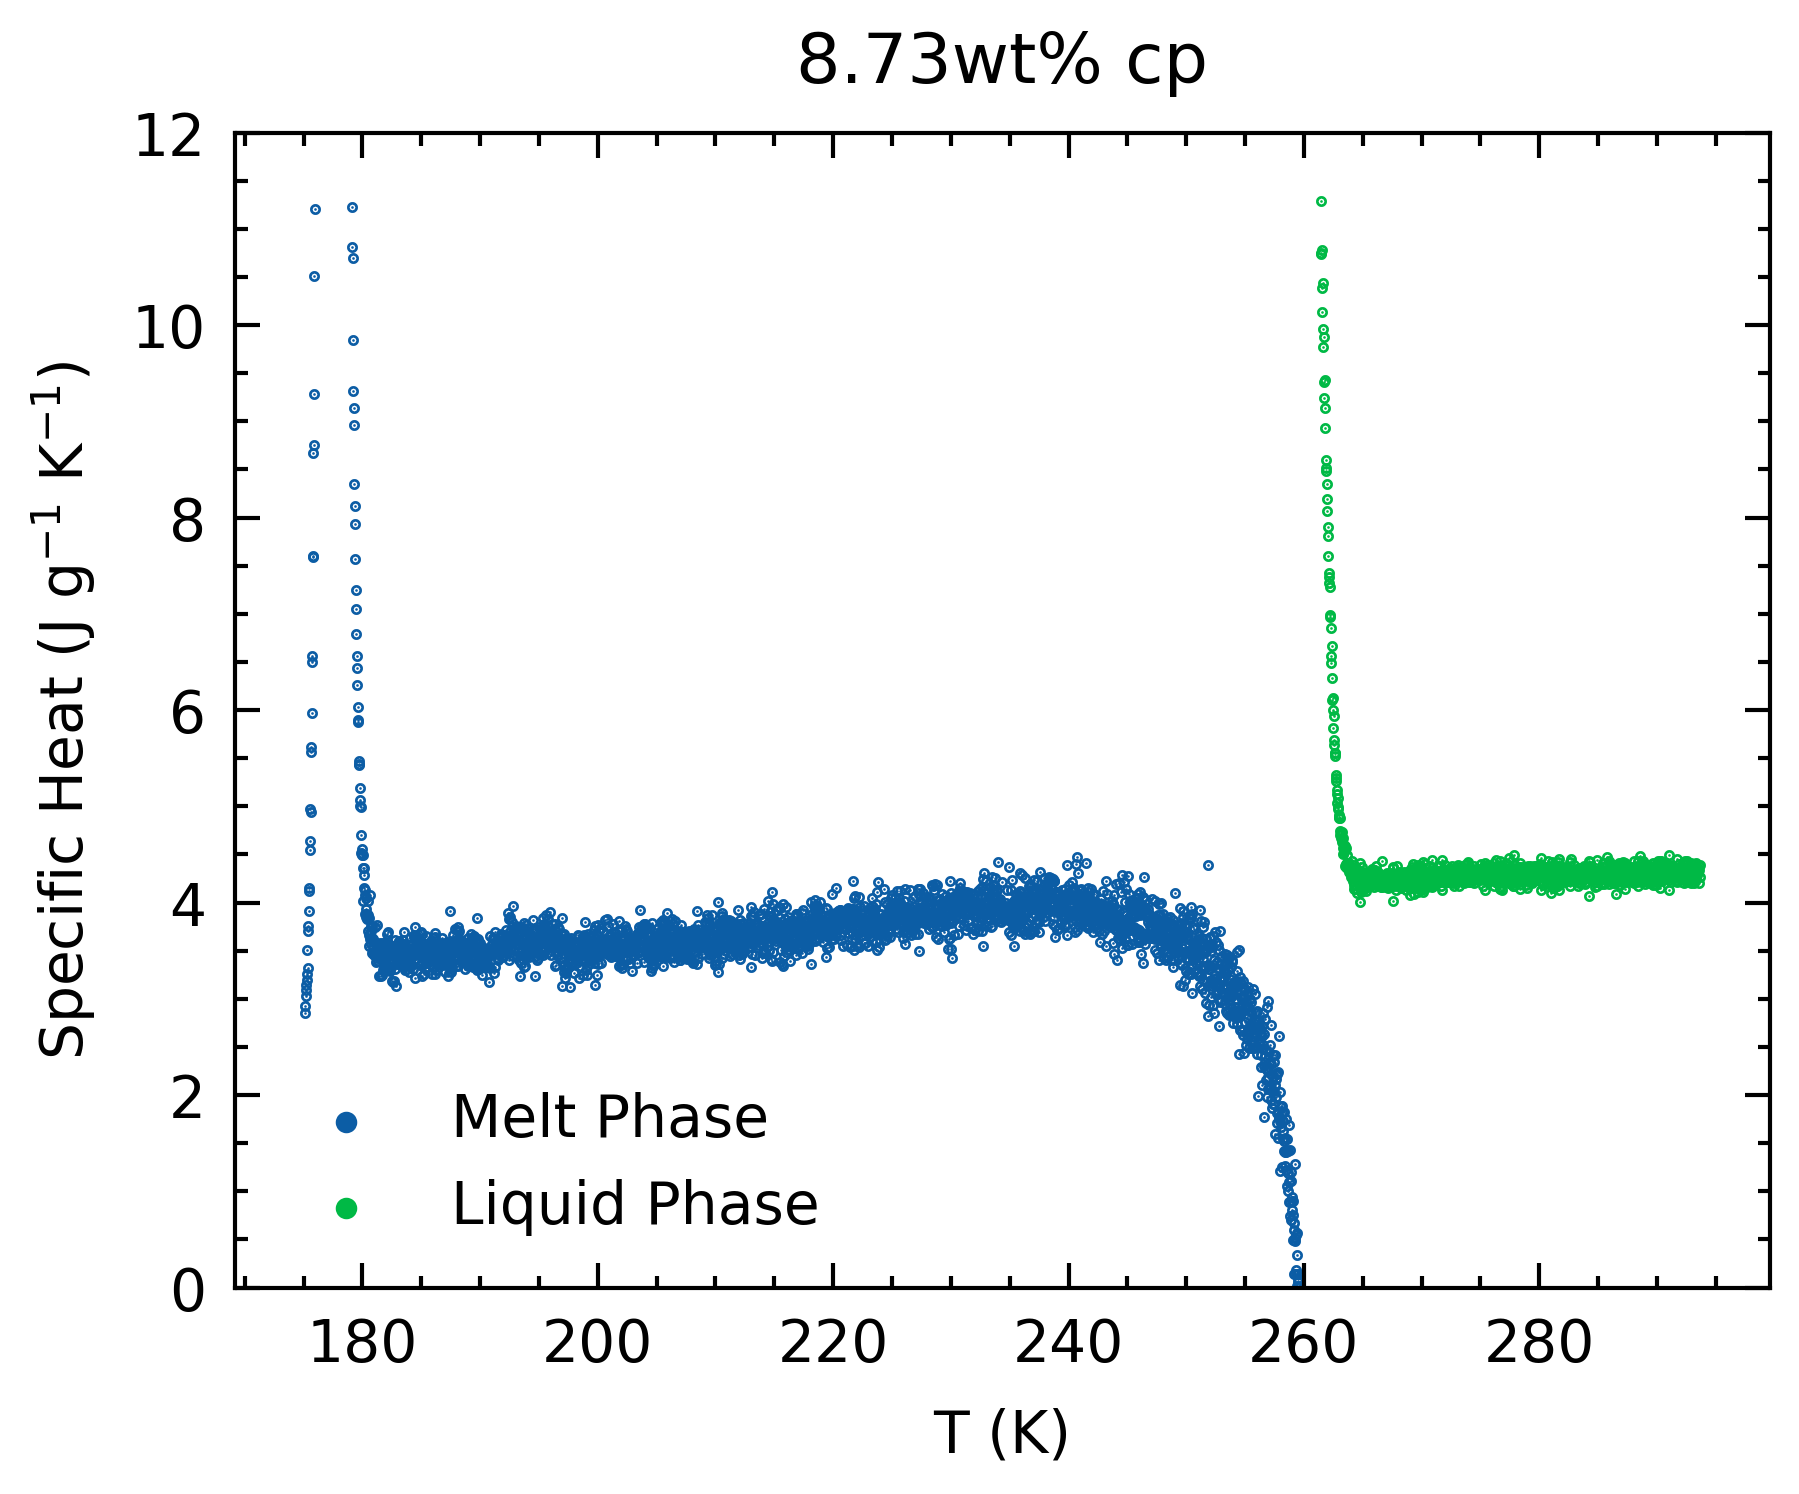 8.73wt% cp
12
10
8
6
4
2
0
Specific Heat (J g⁻¹ K⁻¹)
Melt Phase
Liquid Phase
180 200 220 240 260 280
T (K)